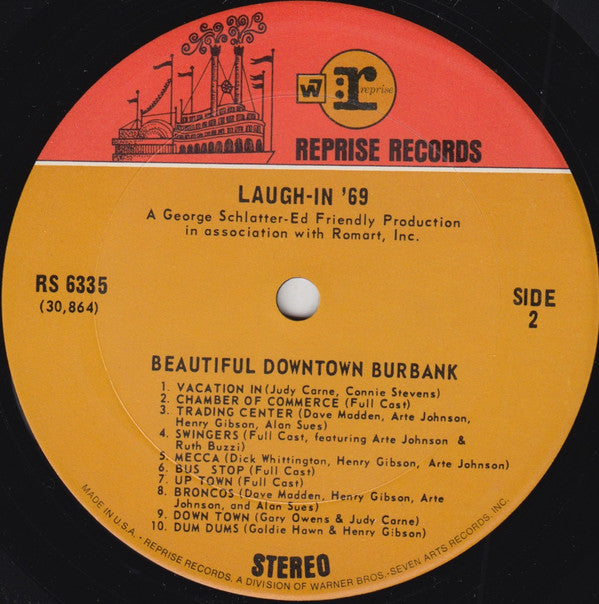 W7
r:
reprise
REPRISE RECORDS
LAUGH-IN '69
A George Schlatter-Ed Friendly Production
in association with Romart, Inc.
RS 6335
(30,864)
SIDE
2
BEAUTIFUL DOWNTOWN BURBANK
1. VACATION IN (Judy Carne, Connie Stevens)
2. CHAMBER OF COMMERCE (Full Cast)
3. TRADING CENTER (Dave Madden, Arte Johnson,
Henry Gibson, Alan Sues)
4. SWINGERS (Full Cast, featuring Arte Johnson &
Ruth Buzzi)
5. MECCA (Dick Whittington, Henry Gibson, Arte Johnson)
6. BUS STOP (Full Cast)
7. UP TOWN (Full Cast)
8. BRONCOS (Dave Madden, Henry Gibson, Arte
Johnson, and Alan Sues)
9. DOWN TOWN (Gary Owens & Judy Carne)
10. DUM DUMS (Goldie Hawn & Henry Gibson)
STEREO
MADE IN U.S.A. • REPRISE RECORDS, A DIVISION OF WARNER BROS.-SEVEN ARTS RECORDS, INC.